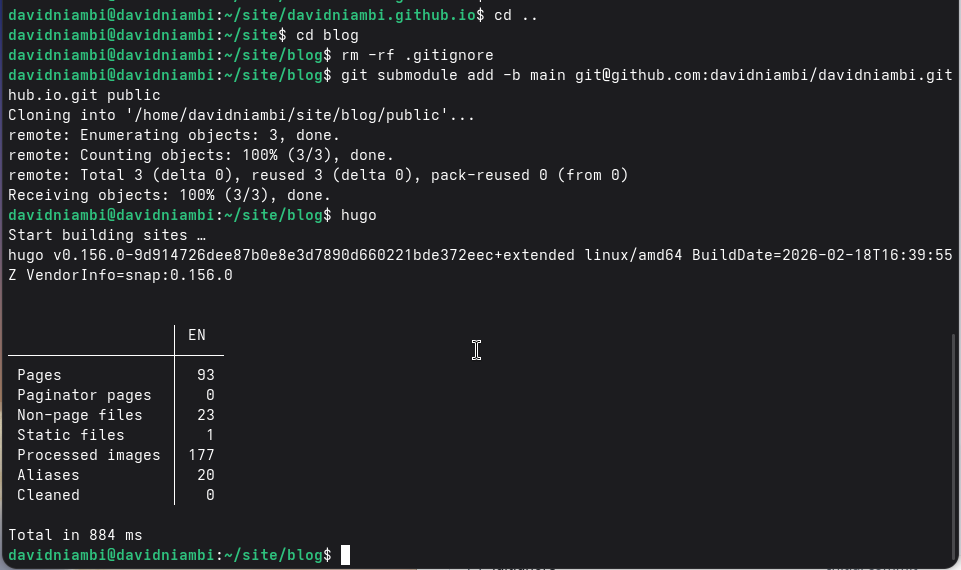 davidniambi@davidniambi:~/site/davidniambi.github.io$ cd ..
davidniambi@davidniambi:~/site$ cd blog
davidniambi@davidniambi:~/site/blog$ rm -rf .gitignore
davidniambi@davidniambi:~/site/blog$ git submodule add -b main git@github.com:davidniambi/davidniambi.git
hub.io.git public
Cloning into '/home/davidniambi/site/blog/public'...
remote: Enumerating objects: 3, done.
remote: Counting objects: 100% (3/3), done.
remote: Total 3 (delta 0), reused 3 (delta 0), pack-reused 0 (from 0)
Receiving objects: 100% (3/3), done.
davidniambi@davidniambi:~/site/blog$ hugo
Start building sites …
hugo v0.156.0-9d914726dee87b0e8e3d7890d660221bde372eec+extended linux/amd64 BuildDate=2026-02-18T16:39:55
Z VendorInfo=snap:0.156.0
EN
Pages 93
Paginator pages 0
Non-page files 23
Static files 1
Processed images 177
Aliases 20
Cleaned 0
Total in 884 ms
davidniambi@davidniambi:~/site/blog$